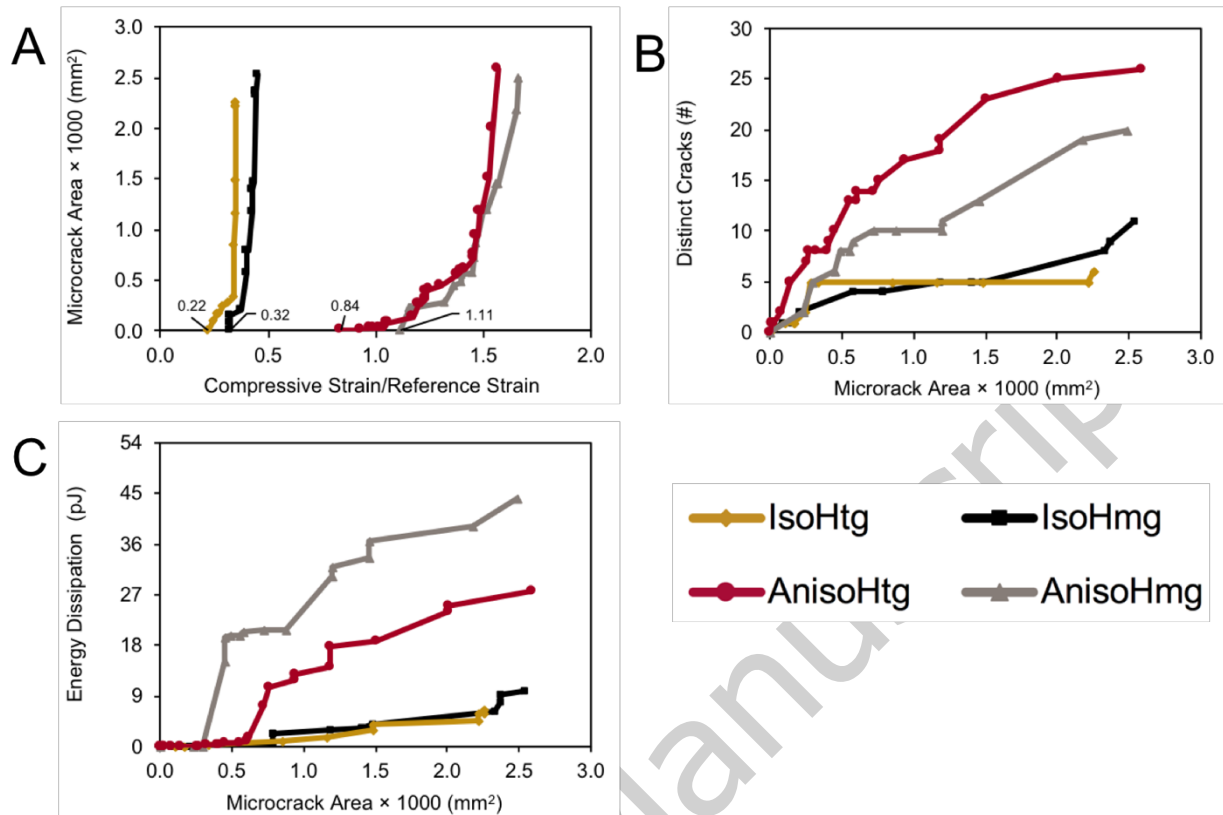 A
3.0
2.5
2.0
1.5
1.0
0.5
0.0
Microcrack Area × 1000 (mm²)
0.22
0.32
0.84
1.11
0.0 0.5 1.0 1.5 2.0
Compressive Strain/Reference Strain
B
30
25
20
15
10
5
0
Distinct Cracks (#)
0.0 0.5 1.0 1.5 2.0 2.5 3.0
Microrack Area × 1000 (mm²)
C
54
45
36
27
18
9
0
Energy Dissipation (pJ)
0.0 0.5 1.0 1.5 2.0 2.5 3.0
Microcrack Area × 1000 (mm²)
IsoHtg IsoHmg
AnisoHtg AnisoHmg